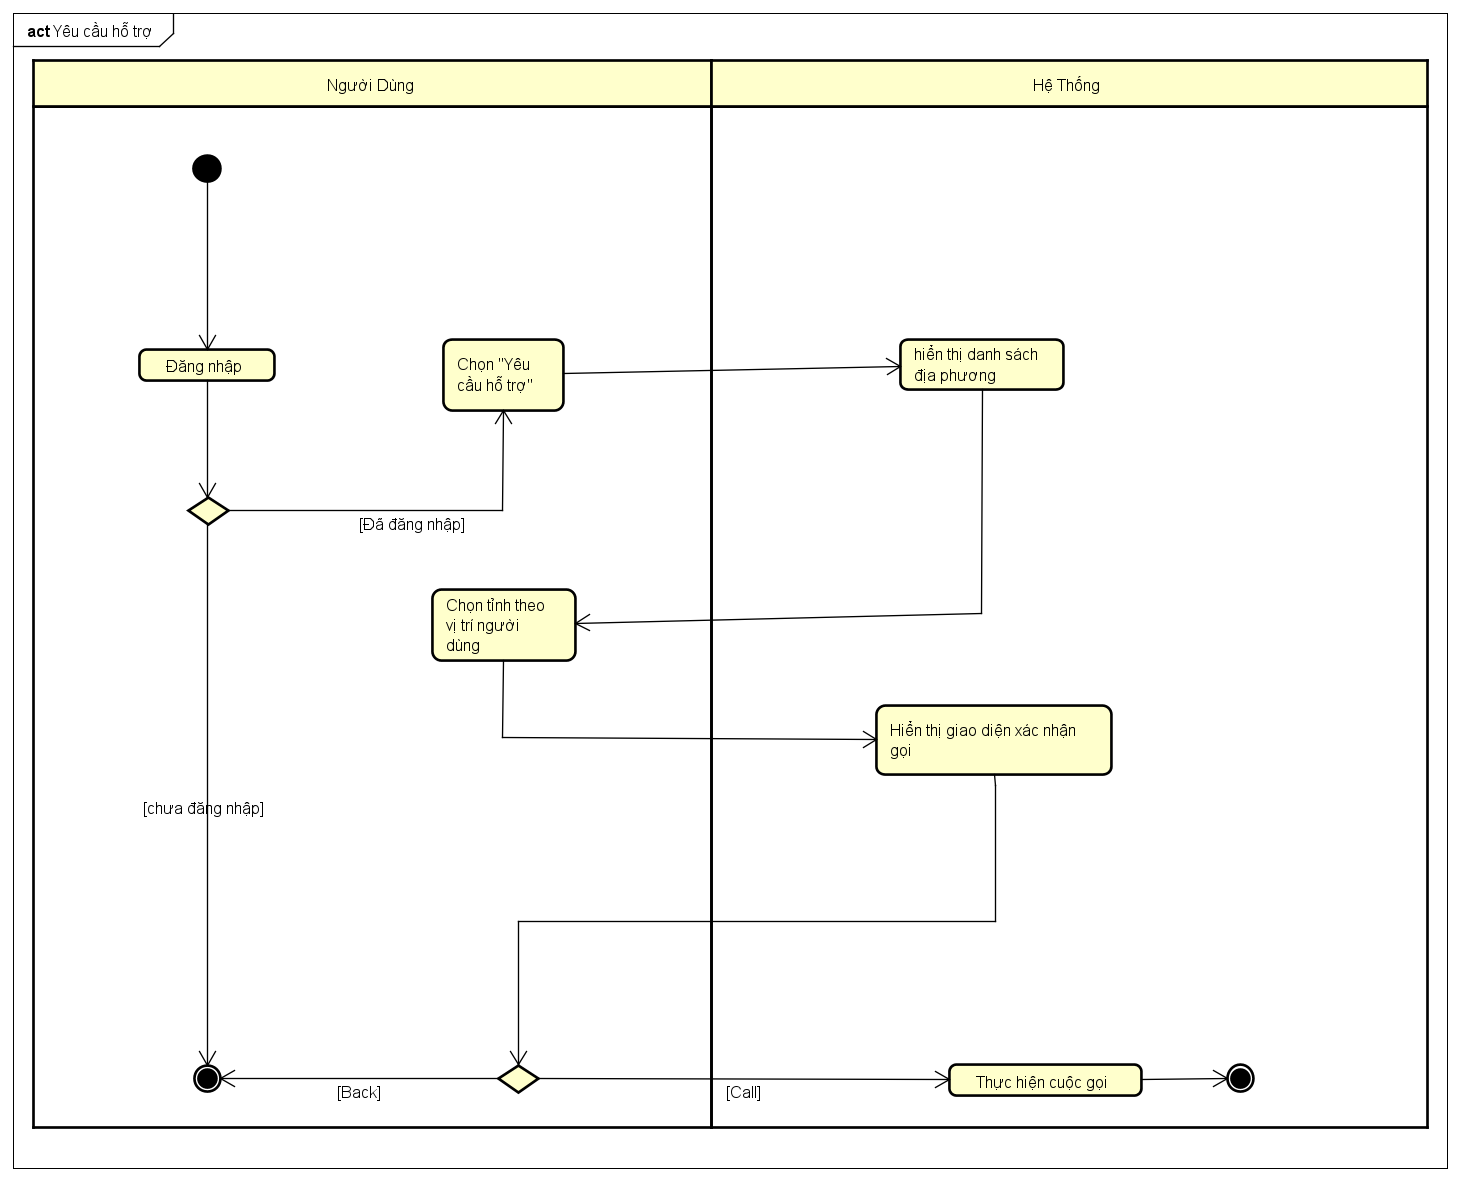 act Yêu cầu hỗ trợ
Người Dùng
Hệ Thống
Đăng nhập
Chọn "Yêu
cầu hỗ trợ"
hiển thị danh sách
địa phương
[Đã đăng nhập]
Chọn tỉnh theo
vị trí người
dùng
Hiển thị giao diện xác nhận
gọi
[chưa đăng nhập]
[Back]
[Call]
Thực hiện cuộc gọi